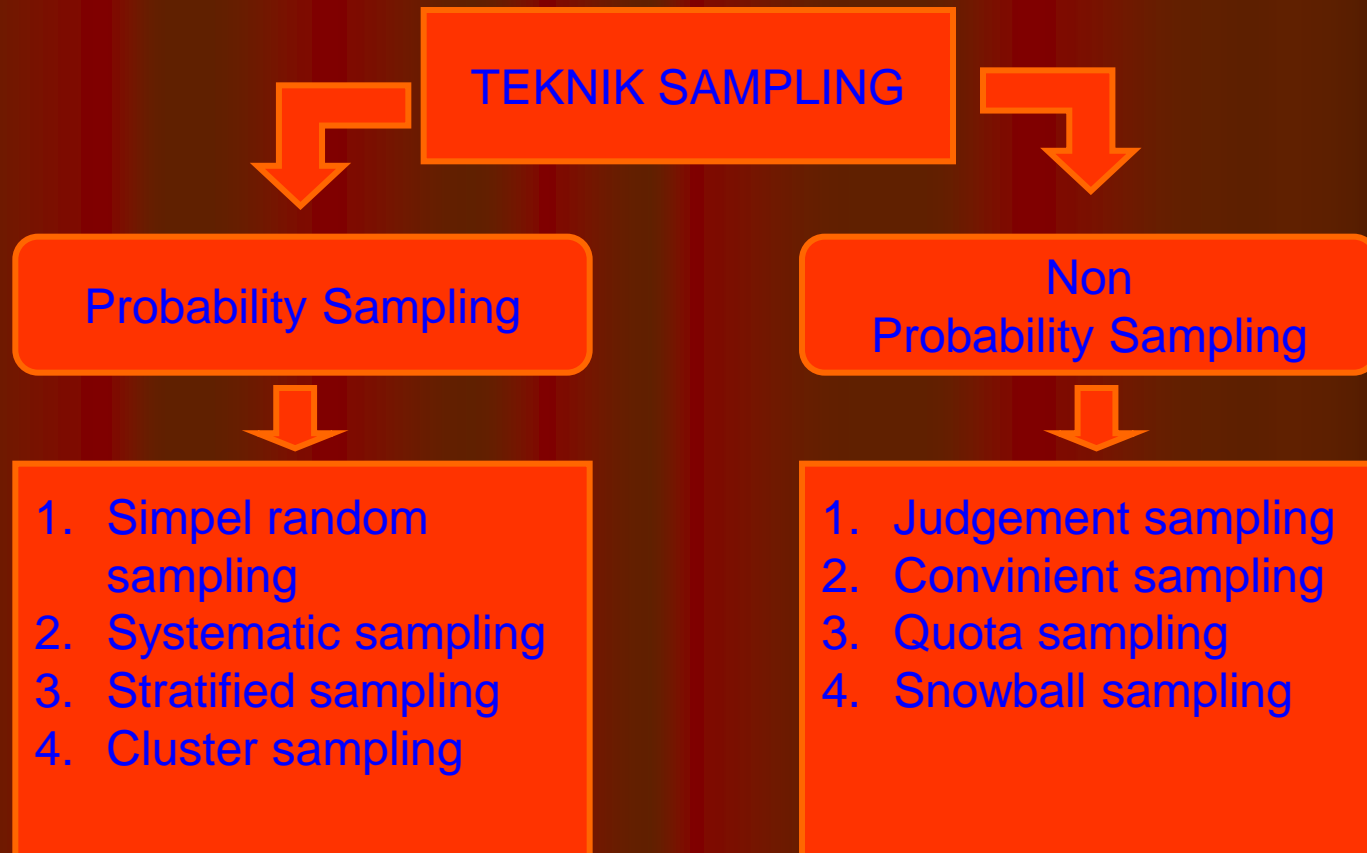 TEKNIK SAMPLING
Probability Sampling
Non
Probability Sampling
1. Simpel random
sampling
2. Systematic sampling
3. Stratified sampling
4. Cluster sampling
1. Judgement sampling
2. Convinient sampling
3. Quota sampling
4. Snowball sampling